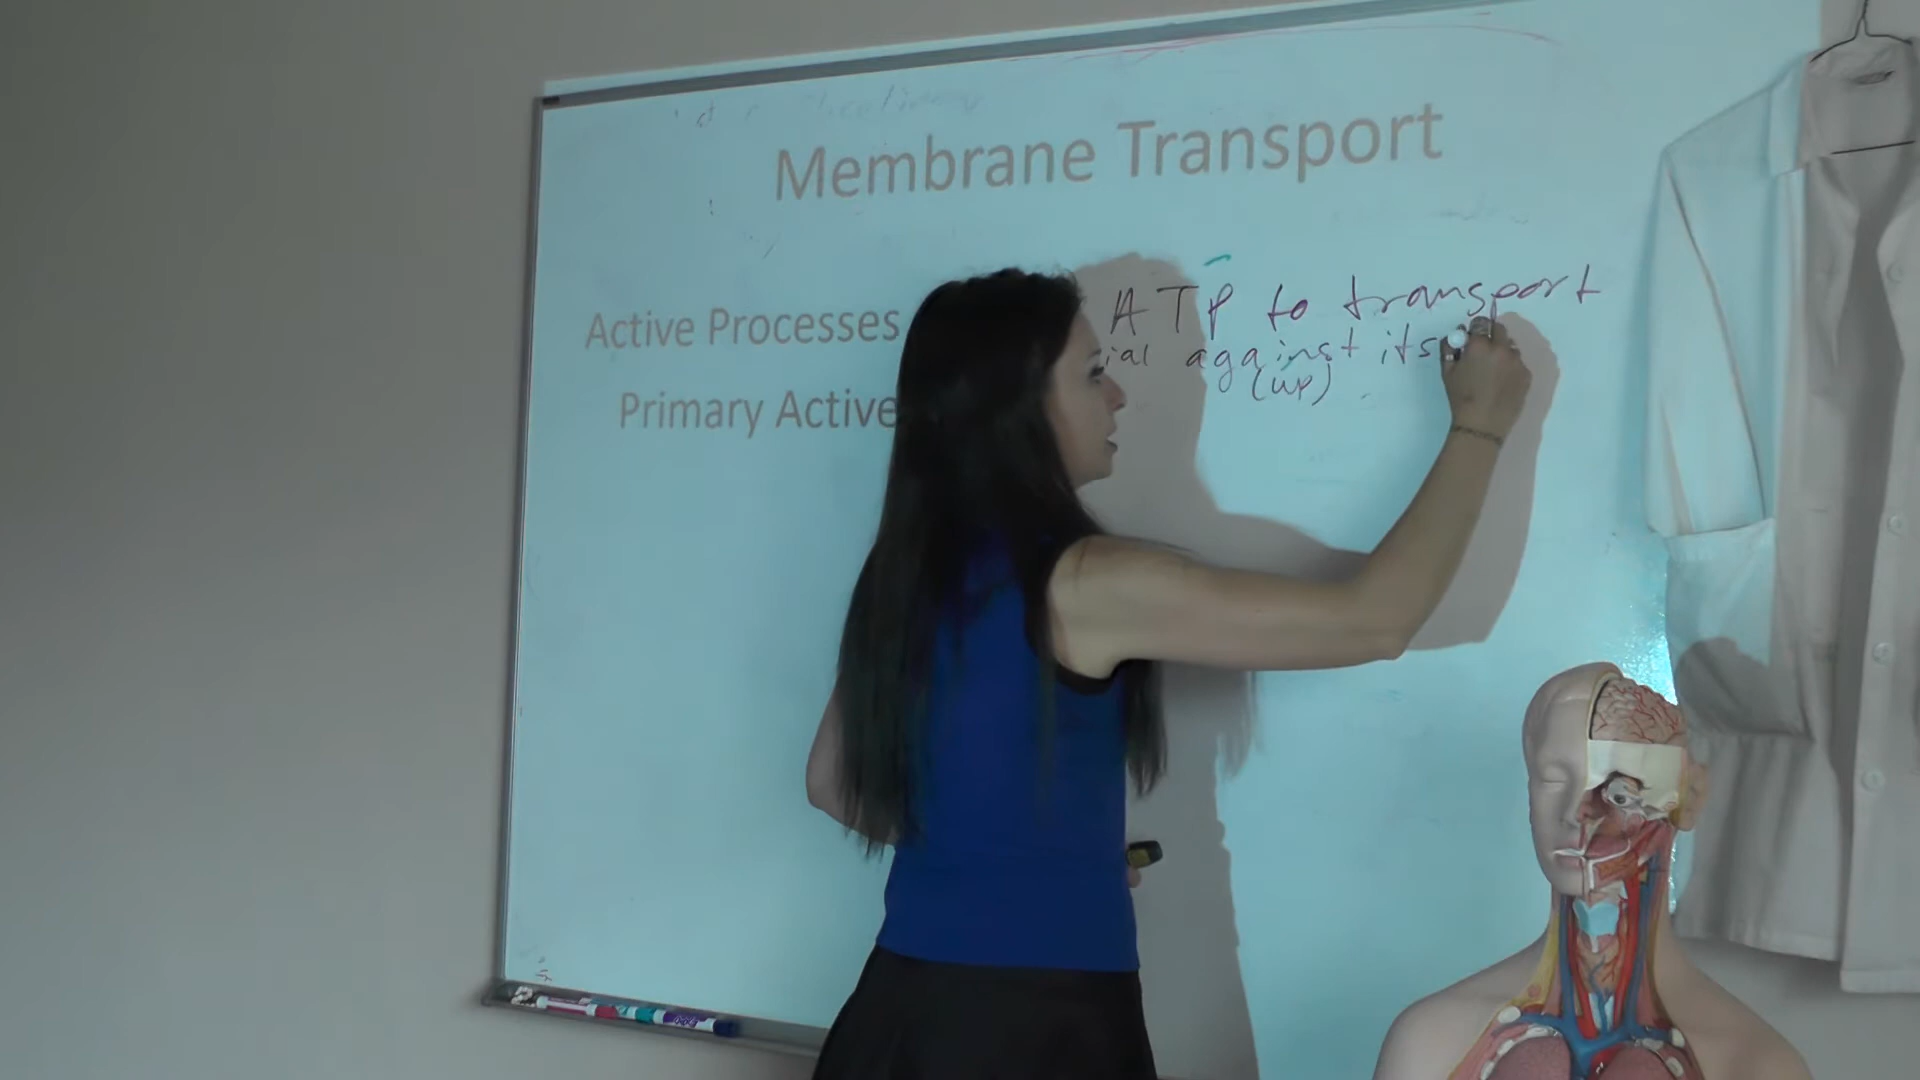 Membrane Transport
Active Processes
ATP to transport
ial against its
(up)
Primary Active